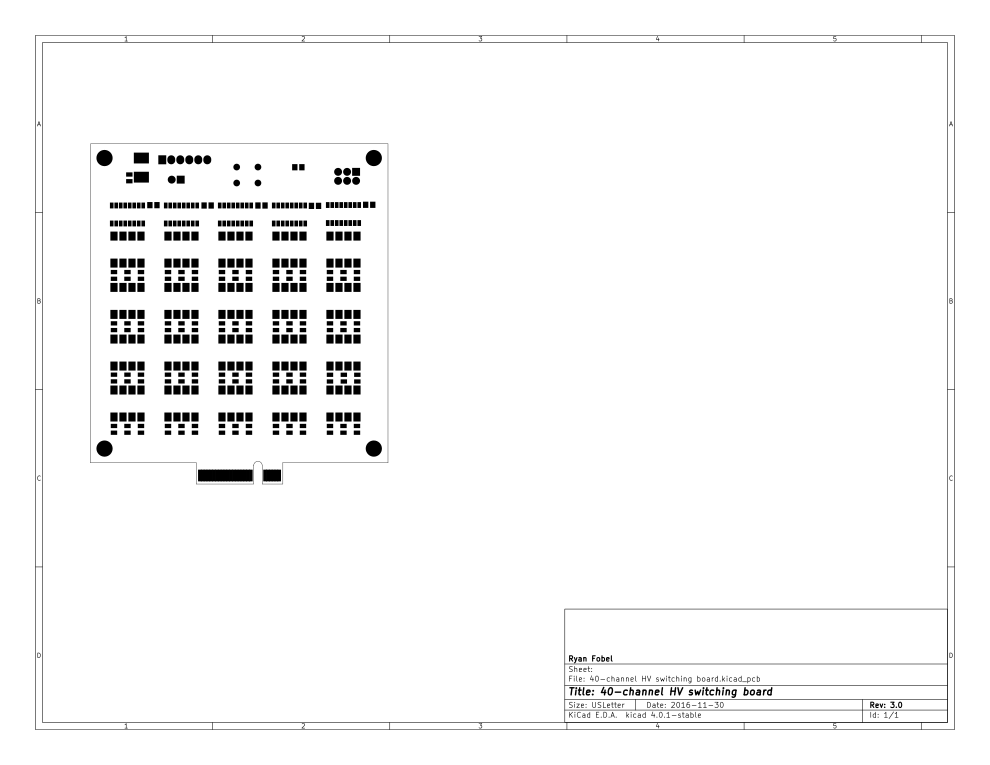 1 2 3 4 5
A A
B B
C C
D D
Ryan Fobel
Sheet:
File: 40-channel HV switching board.kicad_pcb
Title: 40-channel HV switching board
Size: USLetter Date: 2016-11-30 Rev: 3.0
KiCad E.D.A. kicad 4.0.1-stable Id: 1/1
1 2 3 4 5